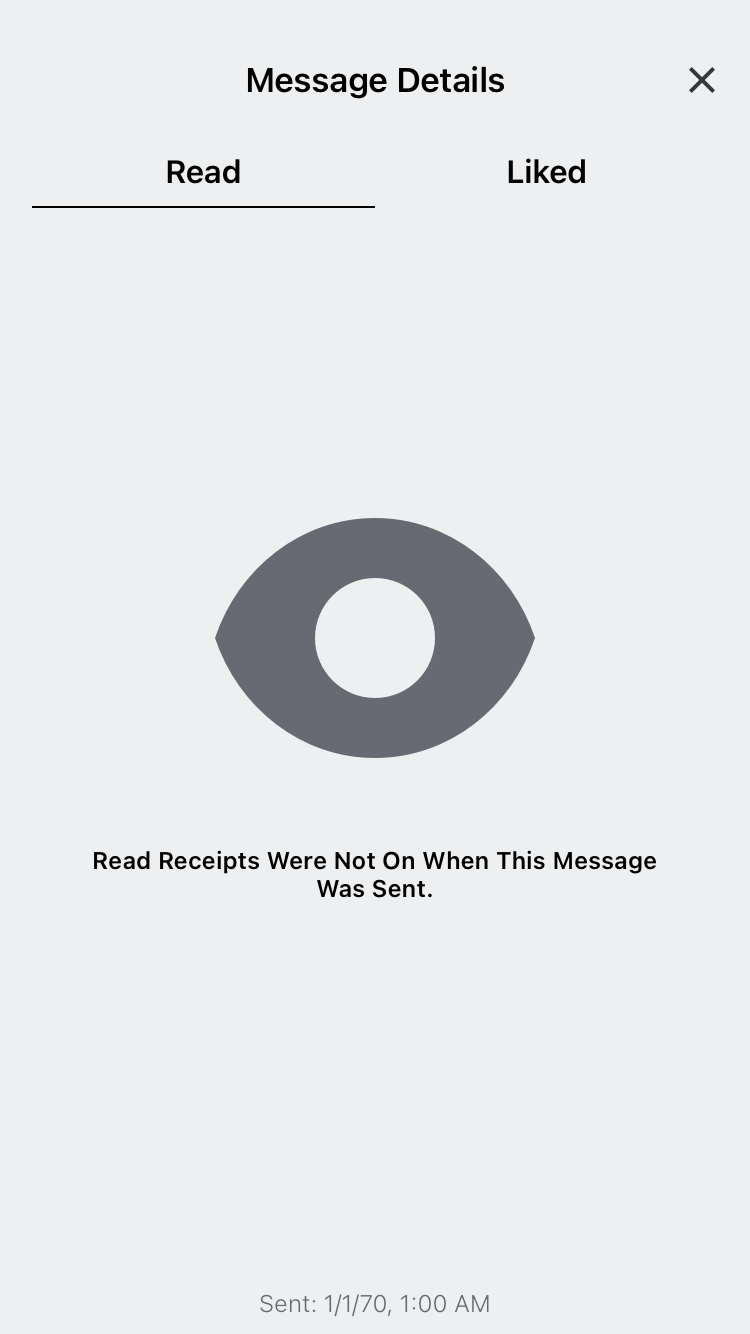 Message Details
Read
Liked
Read Receipts Were Not On When This Message
Was Sent.
Sent: 1/1/70, 1:00 AM